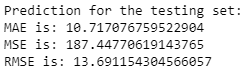 Prediction for the testing set:
MAE is: 10.717076759522904
MSE is: 187.44770619143765
RMSE is: 13.691154304566057